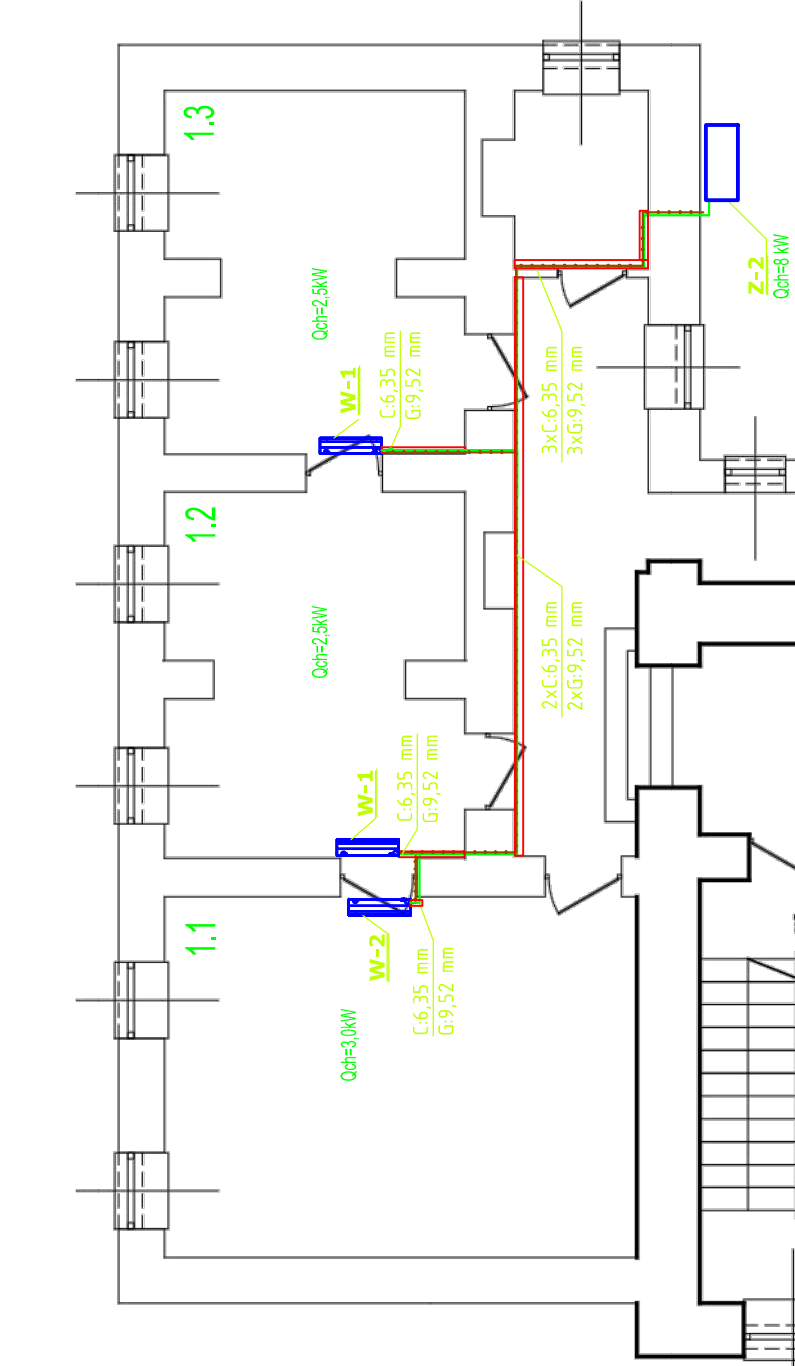 1.3
Qch=2,5kW
W-1
C:6,35 mm
G:9,52 mm
3xC:6,35 mm
3xG:9,52 mm
Z-2
Qch=8 kW
1.2
Qch=2,5kW
2xC:6,35 mm
2xG:9,52 mm
W-1
C:6,35 mm
G:9,52 mm
1.1
W-2
C:6,35 mm
G:9,52 mm
Qch=3,0kW